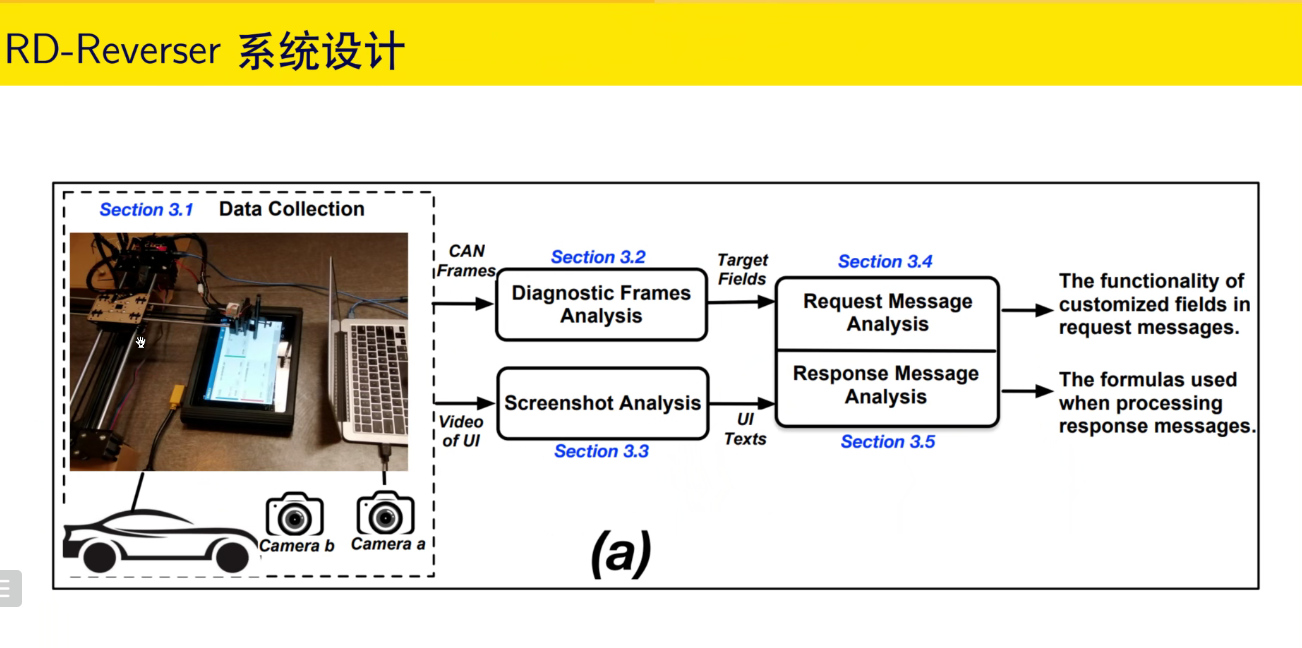 RD-Reverser 系统设计
Section 3.1 Data Collection
CAN
Frames
Section 3.2
Diagnostic Frames
Analysis
Target
Fields
Section 3.4
Request Message
Analysis
The functionality of
customized fields in
request messages.
Video
of UI
Screenshot Analysis
Section 3.3
UI
Texts
Response Message
Analysis
Section 3.5
The formulas used
when processing
response messages.
Camera b
Camera a
(a)